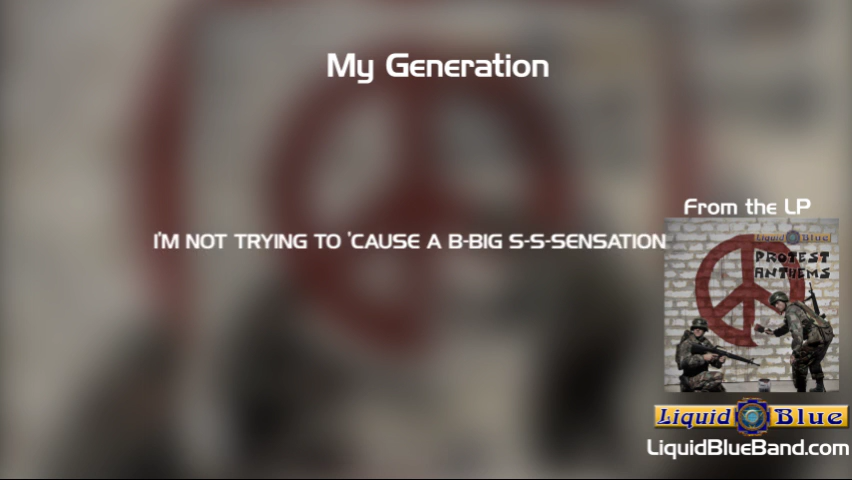 My Generation
From the LP
I'M NOT TRYING TO 'CAUSE A B-BIG S-S-SENSATION
Liquid Blue
PROTEST
ANTHEMS
Liquid Blue
LiquidBlueBand.com